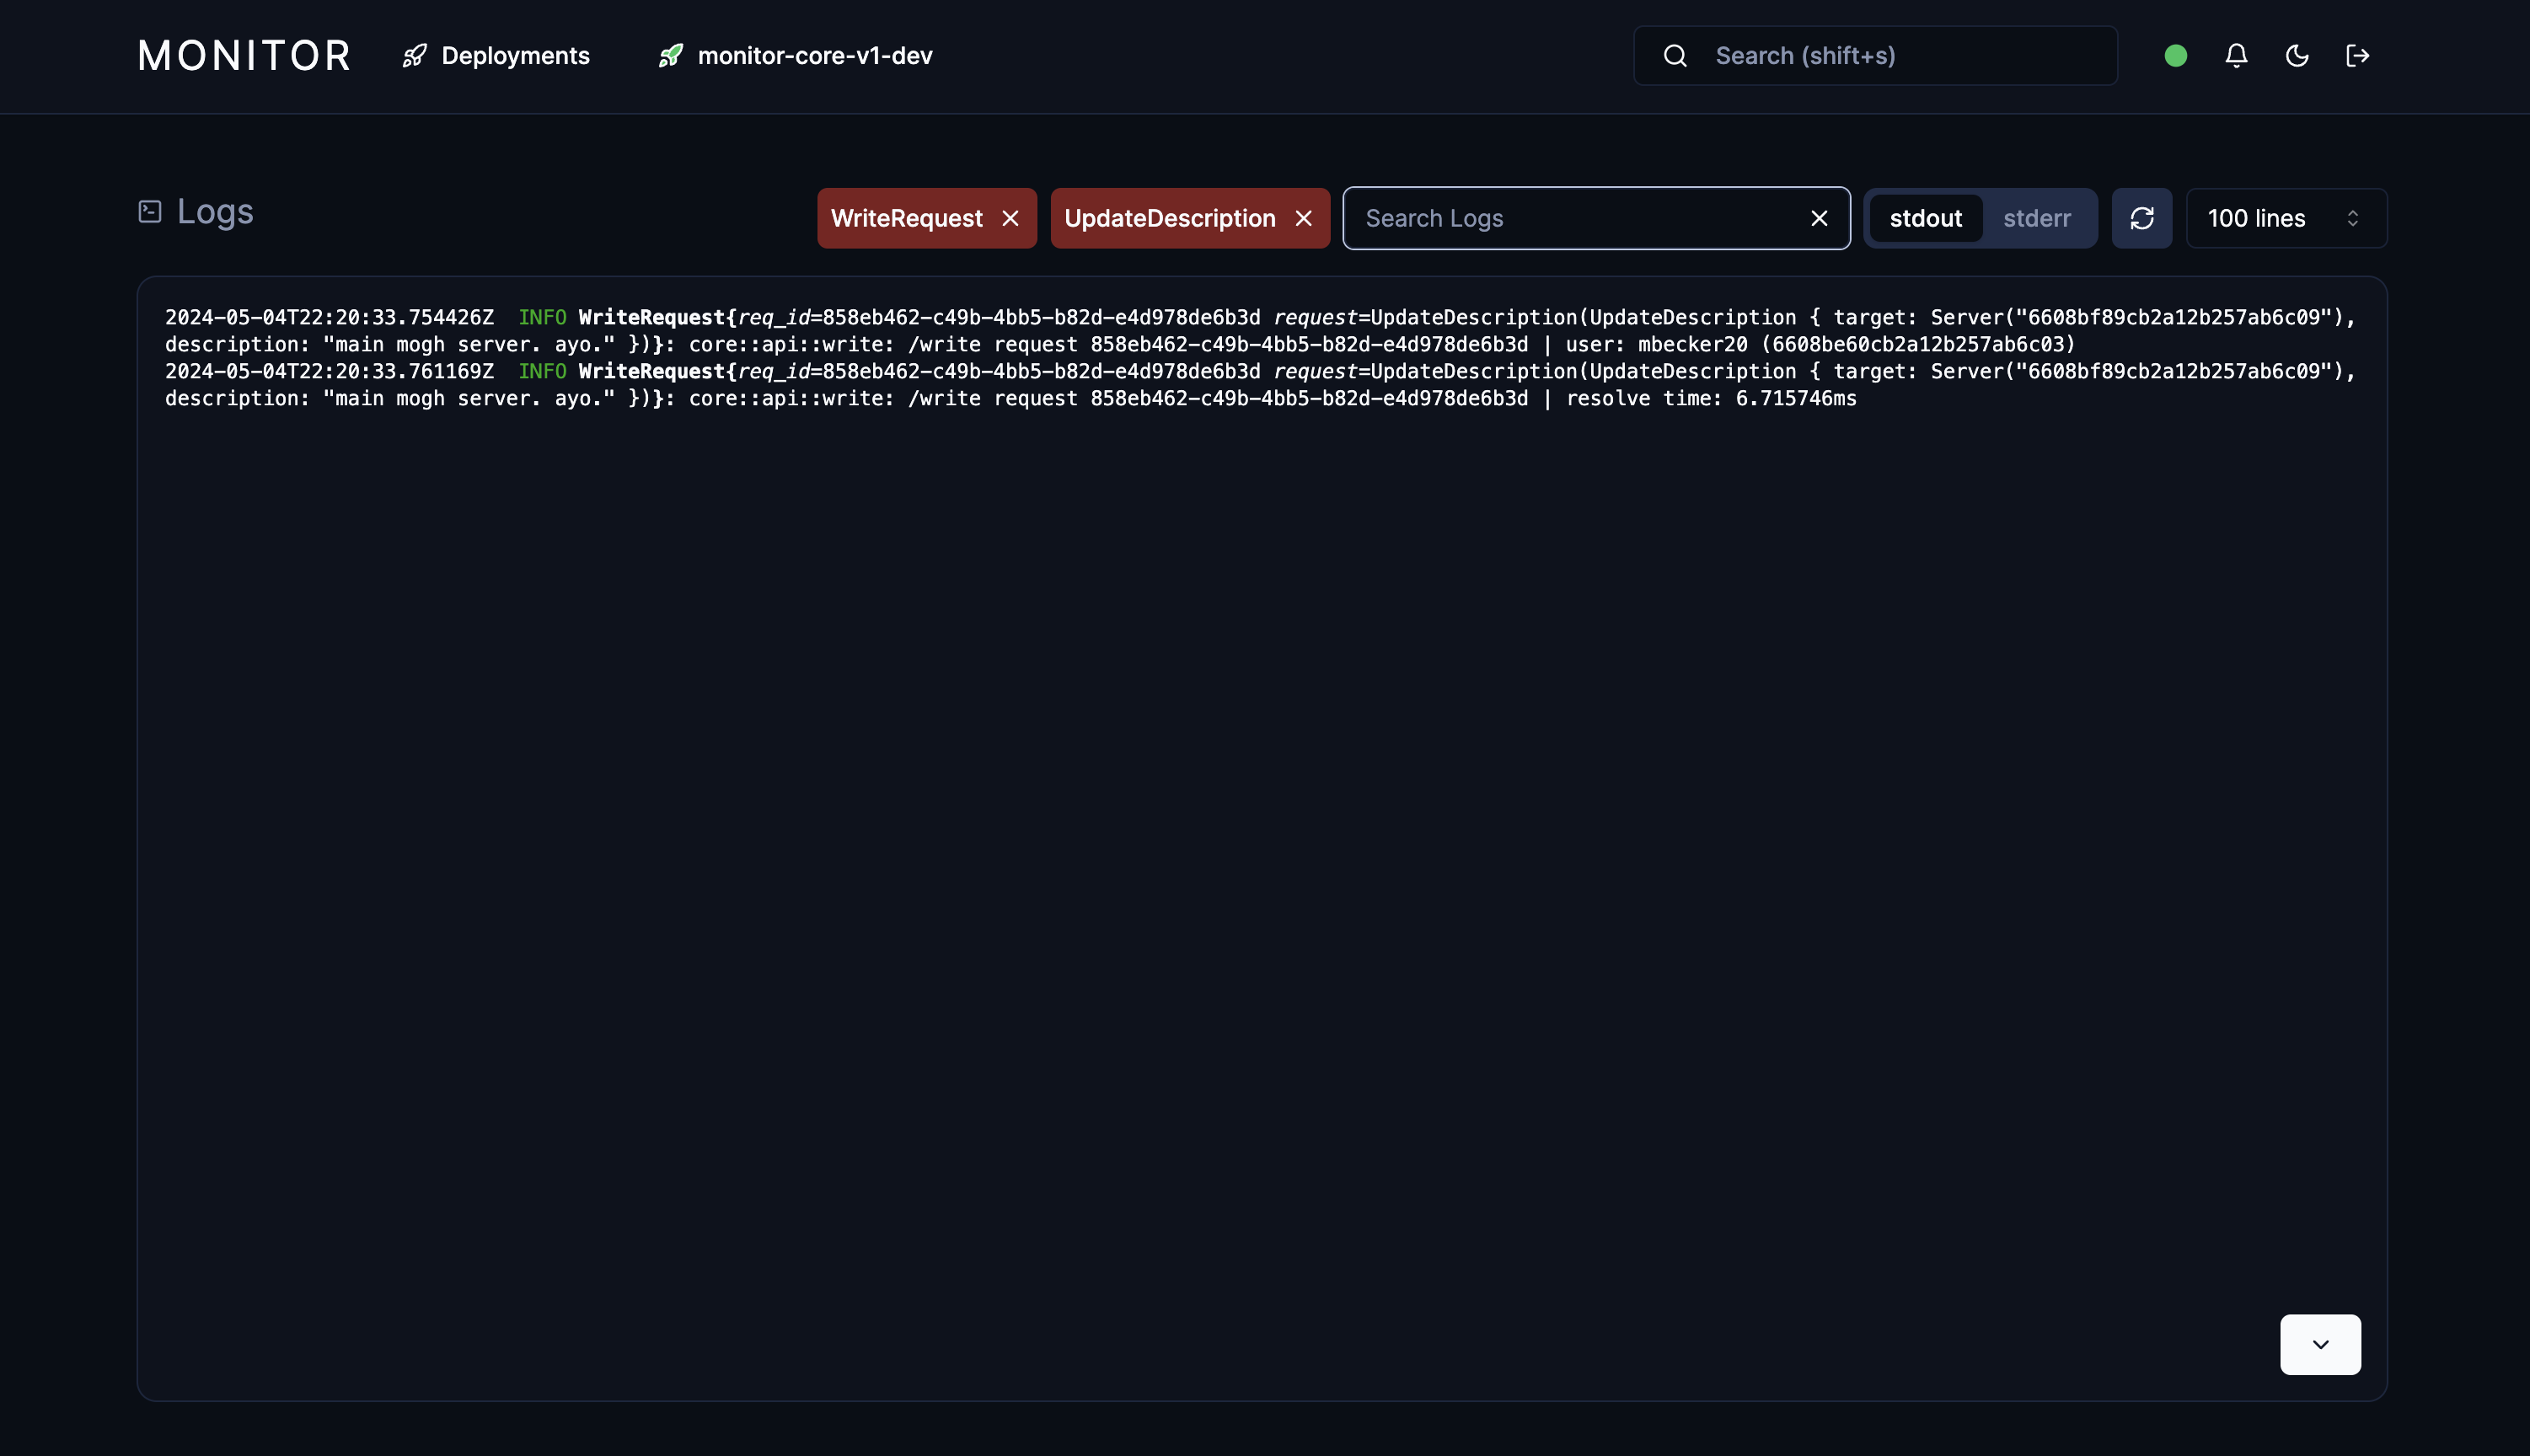 MONITOR Deployments monitor-core-v1-dev Search (shift+s)
Logs WriteRequest UpdateDescription Search Logs stdout stderr 100 lines
2024-05-04T22:20:33.754426Z  INFO WriteRequest{req_id=858eb462-c49b-4bb5-b82d-e4d978de6b3d request=UpdateDescription(UpdateDescription { target: Server("6608bf89cb2a12b257ab6c09"),
description: "main mogh server. ayo." })}: core::api::write: /write request 858eb462-c49b-4bb5-b82d-e4d978de6b3d | user: mbecker20 (6608be60cb2a12b257ab6c03)
2024-05-04T22:20:33.761169Z  INFO WriteRequest{req_id=858eb462-c49b-4bb5-b82d-e4d978de6b3d request=UpdateDescription(UpdateDescription { target: Server("6608bf89cb2a12b257ab6c09"),
description: "main mogh server. ayo." })}: core::api::write: /write request 858eb462-c49b-4bb5-b82d-e4d978de6b3d | resolve time: 6.715746ms